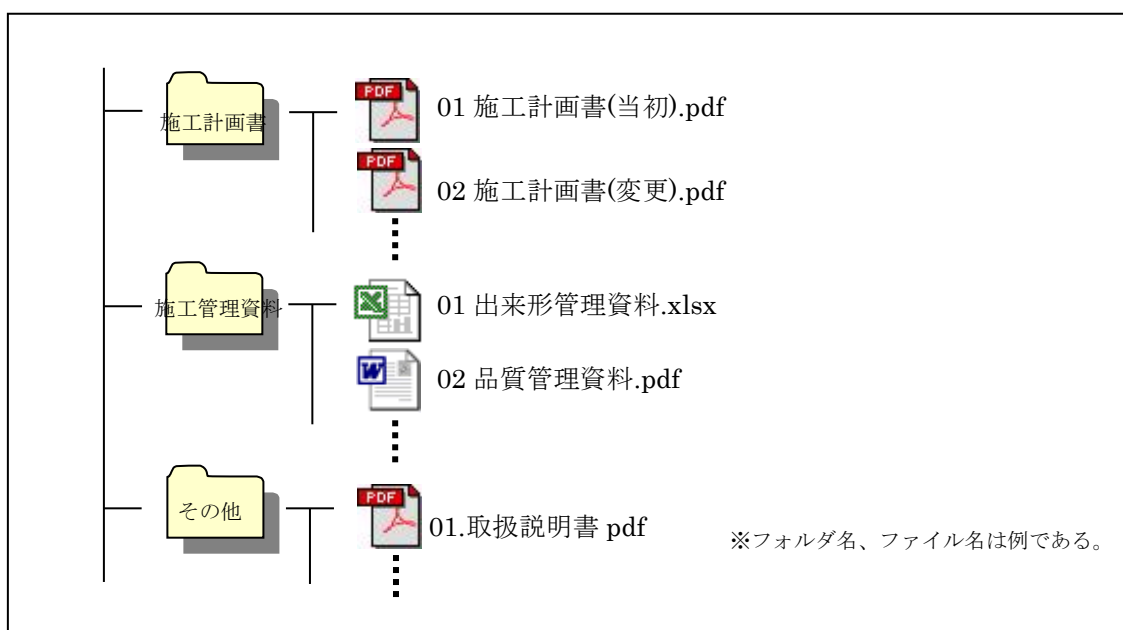 施工計画書
PDF
01 施工計画書(当初).pdf
PDF
02 施工計画書(変更).pdf
施工管理資料
X
01 出来形管理資料.xlsx
W
02 品質管理資料.pdf
その他
PDF
01.取扱説明書 pdf
※フォルダ名、ファイル名は例である。